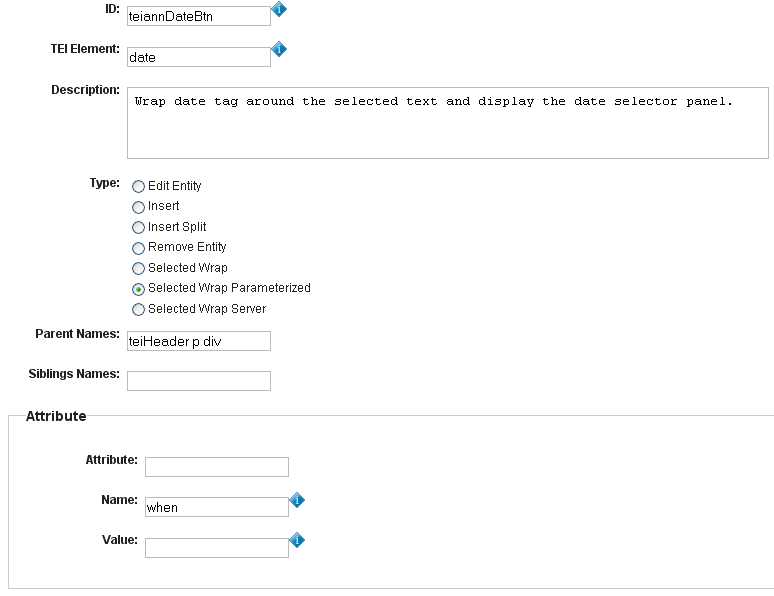 ID: teiannDateBtn
TEI Element: date
Description: Wrap date tag around the selected text and display the date selector panel.
Type: Edit Entity
Insert
Insert Split
Remove Entity
Selected Wrap
Selected Wrap Parameterized
Selected Wrap Server
Parent Names: teiHeader p div
Siblings Names:
Attribute
Attribute:
Name: when
Value: